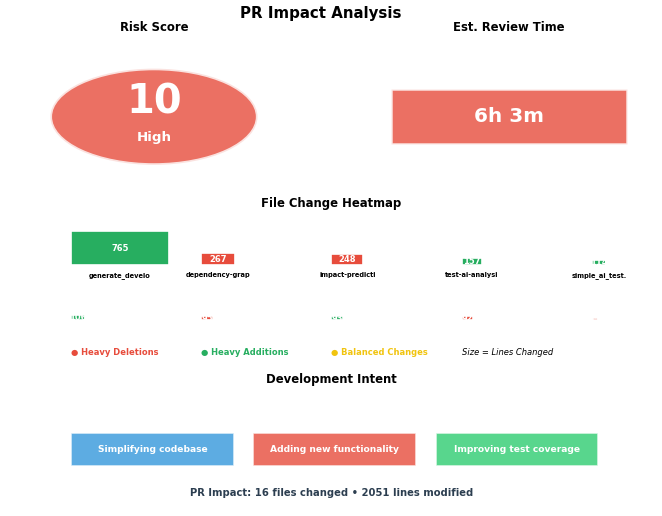 PR Impact Analysis
Risk Score
Est. Review Time
10
High
6h 3m
File Change Heatmap
765
267
248
157
generate_develo
dependency-grap
impact-predicti
test-ai-analysi
simple_ai_test.
● Heavy Deletions
● Heavy Additions
● Balanced Changes
Size = Lines Changed
Development Intent
Simplifying codebase
Adding new functionality
Improving test coverage
PR Impact: 16 files changed • 2051 lines modified